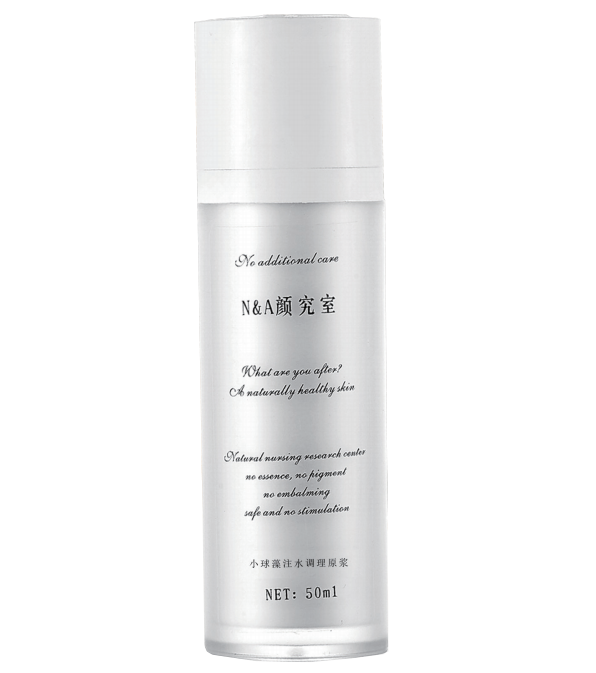 No additional care
N&A颜究室
What are you after?
A naturally healthy skin
Natural nursing research center
no essence, no pigment
no embalming
safe and no stimulation
小球藻注水调理原浆
NET: 50ml